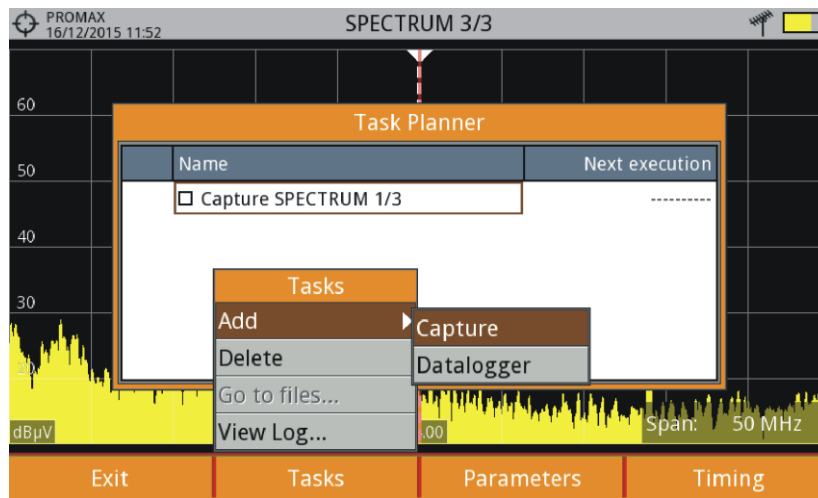 PROMAX
16/12/2015 11:52
SPECTRUM 3/3
60
Task Planner
50
Name
Next execution
Capture SPECTRUM 1/3
----------
40
Tasks
30
Add
Capture
Delete
Datalogger
20
Go to files...
dBµV
View Log...
.00
Span: 50 MHz
Exit
Tasks
Parameters
Timing